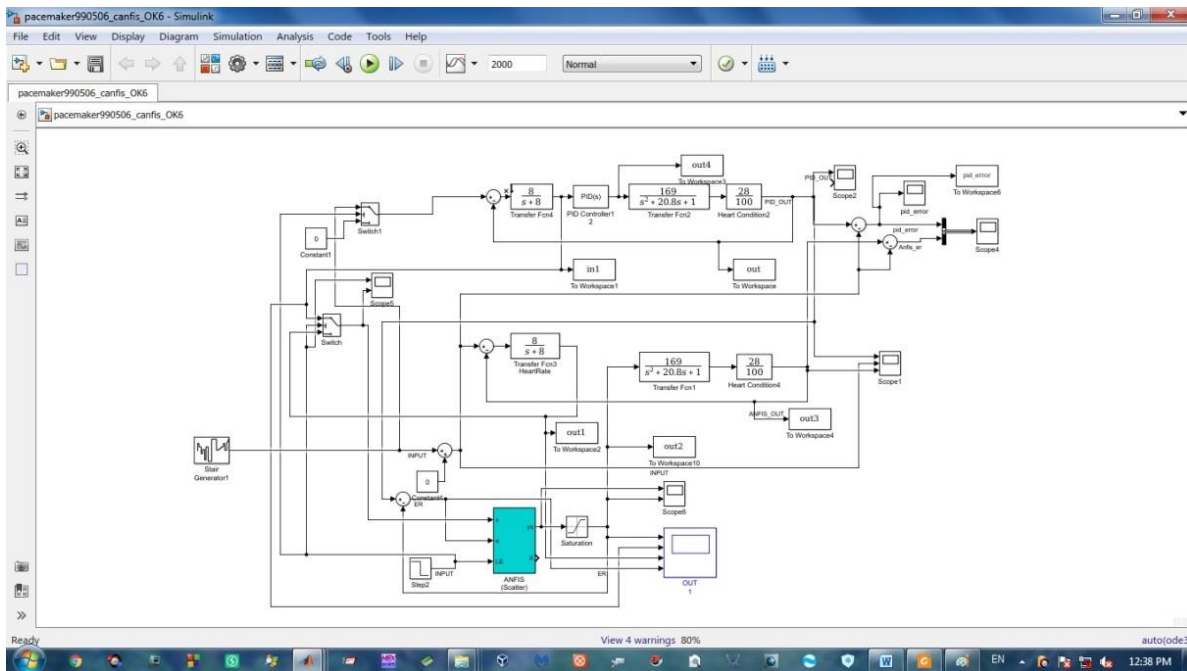 pacemaker990506_canfis_OK6 - Simulink
File Edit View Display Diagram Simulation Analysis Code Tools Help
2000 Normal
pacemaker990506_canfis_OK6
pacemaker990506_canfis_OK6
out4
To Workspace3
PID_OUT
Scope2
pid_error
To Workspace6
pid_error
8
s + 8
Transfer Fcn4
PID(s)
PID Controller1
2
169
s² + 20.8s + 1
Transfer Fcn2
28
100
Heart Condition2
PID_OUT
pid_error
Anfis_er
Scope4
Switch1
0
Constant1
in1
To Workspace1
out
To Workspace
Scope5
Switch
8
s + 8
Transfer Fcn3
HeartRate
169
s² + 20.8s + 1
Transfer Fcn1
28
100
Heart Condition4
Scope1
ANFIS_OUT
out3
To Workspace4
out1
To Workspace2
out2
To Workspace10
INPUT
Stair
Generator1
INPUT
0
ER
Scope6
x
e
LE
ys
X
ANFIS
(Scatter)
Saturation
Step2
INPUT
ER
OUT
1
Ready
View 4 warnings 80%
auto(ode3
EN
12:38 PM